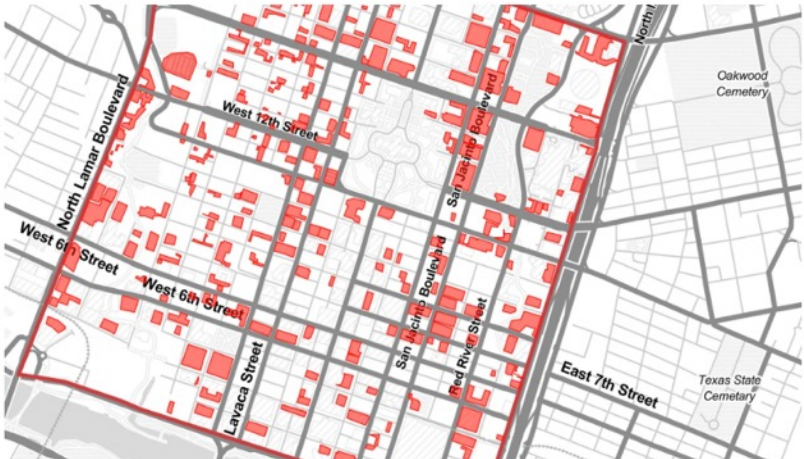 North
Oakwood
Cemetery
North Lamar Boulevard
West 12th Street
San Jacinto Boulevard
West 6th Street
West 6th Street
San Jacinto Boulevard
Red River Street
Lavaca Street
East 7th Street
Texas State
Cemetary